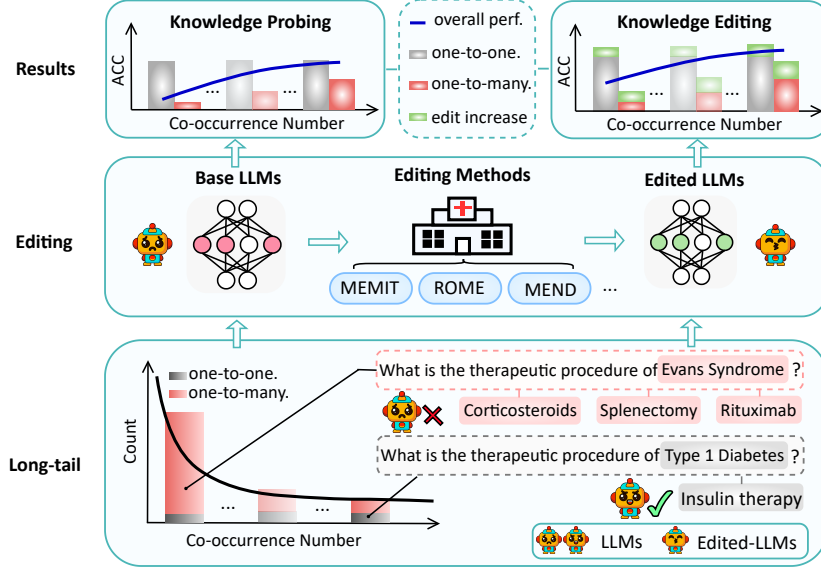 Results
Knowledge Probing
ACC
...
...
Co-occurrence Number
overall perf.
one-to-one.
one-to-many.
edit increase
Knowledge Editing
ACC
...
...
Co-occurrence Number
Editing
Base LLMs
Editing Methods
MEMIT
ROME
MEND
...
Edited LLMs
Long-tail
one-to-one.
one-to-many.
Count
...
...
Co-occurrence Number
What is the therapeutic procedure of Evans Syndrome ?
Corticosteroids
Splenectomy
Rituximab
What is the therapeutic procedure of Type 1 Diabetes ?
Insulin therapy
LLMs
Edited-LLMs